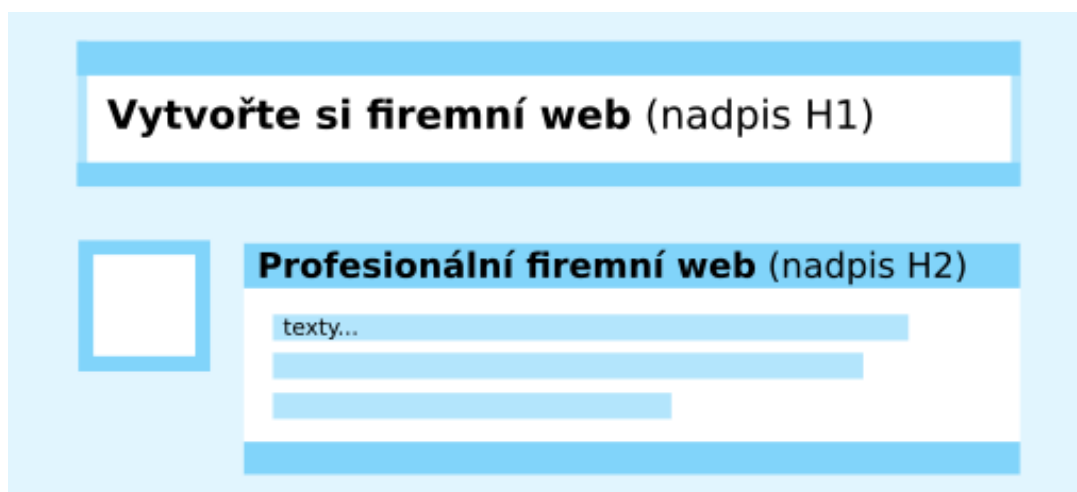 Vytvořte si firemní web (nadpis H1)
Profesionální firemní web (nadpis H2)
texty...